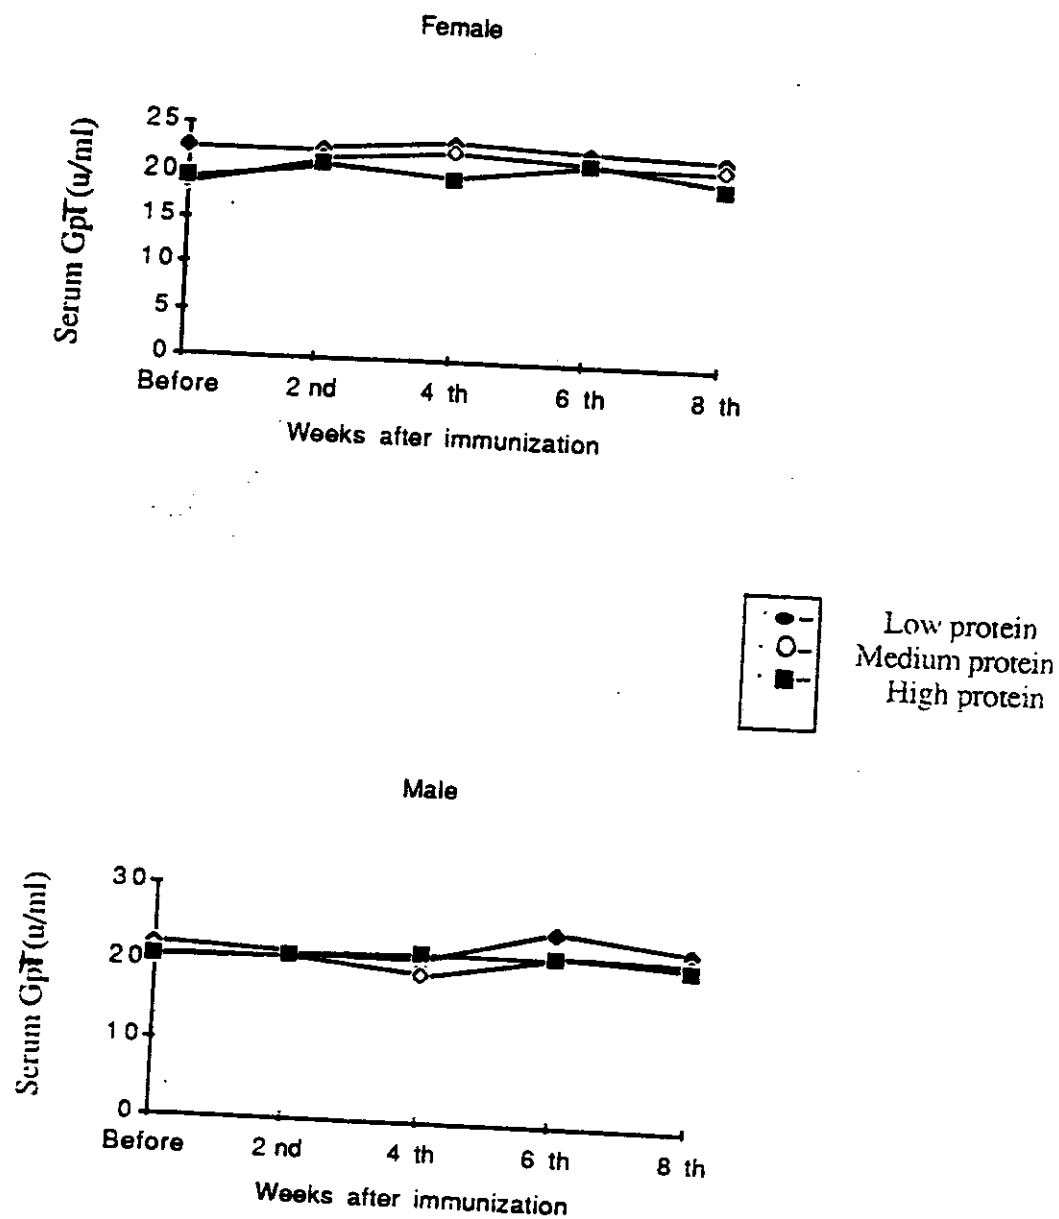 Female
Serum GpT (u/ml)
25
20
15
10
5
0
Before 2 nd 4 th 6 th 8 th
Weeks after immunization
Low protein
Medium protein
High protein
Male
Serum GpT (u/ml)
30
20
10
0
Before 2 nd 4 th 6 th 8 th
Weeks after immunization